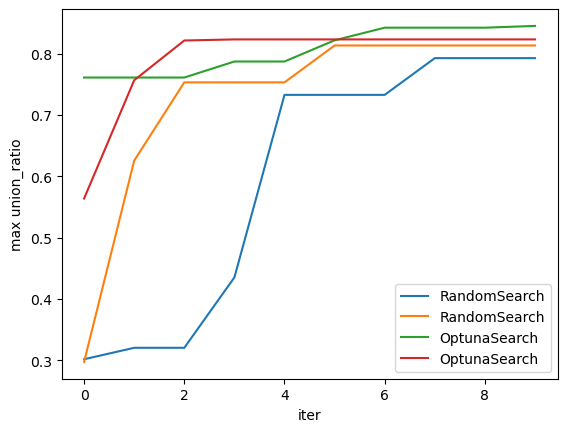 max union_ratio
0.8
0.7
0.6
0.5
0.4
0.3
0 2 4 6 8
iter
RandomSearch
RandomSearch
OptunaSearch
OptunaSearch